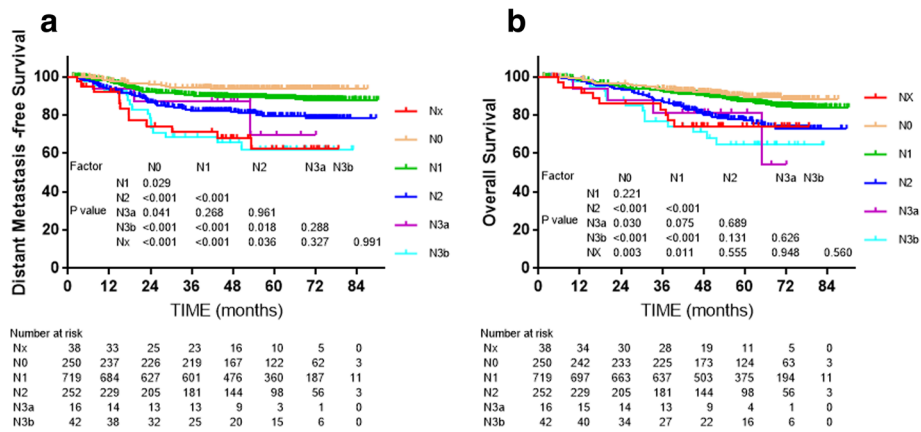 a
Distant Metastasis -free Survival
100
80
60
40
20
0
0 12 24 36 48 60 72 84
TIME (months)
Nx
N0
N1
N2
N3a
N3b
Factor N0 N1 N2 N3a N3b
N1 0.029
N2 <.001 <.001
P value
N3a 0.041 0.268 0.961
N3b <.001 <.001 0.018 0.288
Nx <.001 <.001 0.036 0.327 0.991
Number at risk
Nx 38 33 25 23 16 10 5 0
N0 250 237 226 219 167 122 62 3
N1 719 684 627 601 476 360 187 11
N2 252 229 205 181 144 98 56 3
N3a 16 14 13 13 9 3 1 0
N3b 42 38 32 25 20 15 6 0
b
Overall Survival
100
80
60
40
20
0
0 12 24 36 48 60 72 84
TIME (months)
NX
N0
N1
N2
N3a
N3b
Factor N0 N1 N2 N3a N3b
N1 0.221
N2 <.001 <.001
P value
N3a 0.030 0.075 0.689
N3b <.001 <.001 0.131 0.626
NX 0.003 0.011 0.555 0.948 0.560
Number at risk
Nx 38 34 30 28 19 11 5 0
N0 250 242 233 225 173 124 63 3
N1 719 697 663 637 503 375 194 11
N2 252 229 205 181 144 98 56 3
N3a 16 15 14 13 9 4 1 0
N3b 42 40 34 27 22 16 6 0